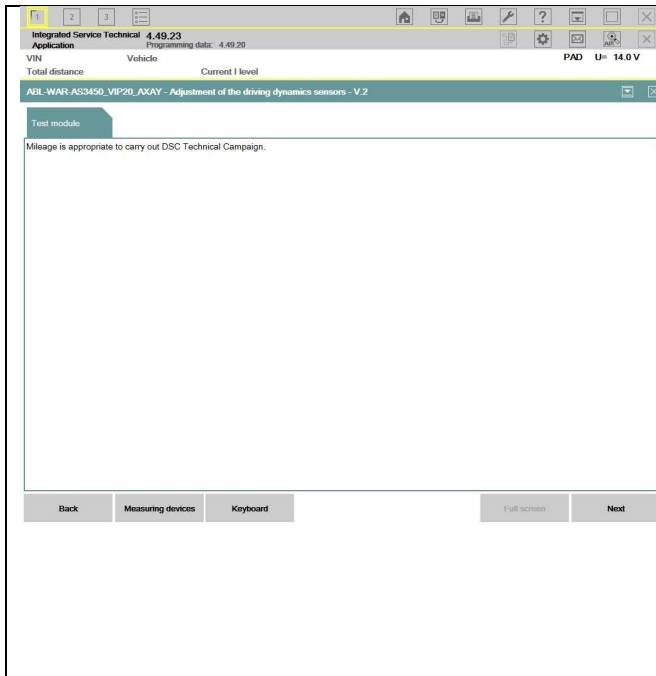 1 2 3 ?
Integrated Service Technical 4.49.23
Application Programming data: 4.49.20
VIN Vehicle PAD U= 14.0 V
Total distance Current I level
ABL-WAR-AS3450_VIP20_AXAY - Adjustment of the driving dynamics sensors - V.2
Test module
Mileage is appropriate to carry out DSC Technical Campaign.
Back Measuring devices Keyboard Full screen Next